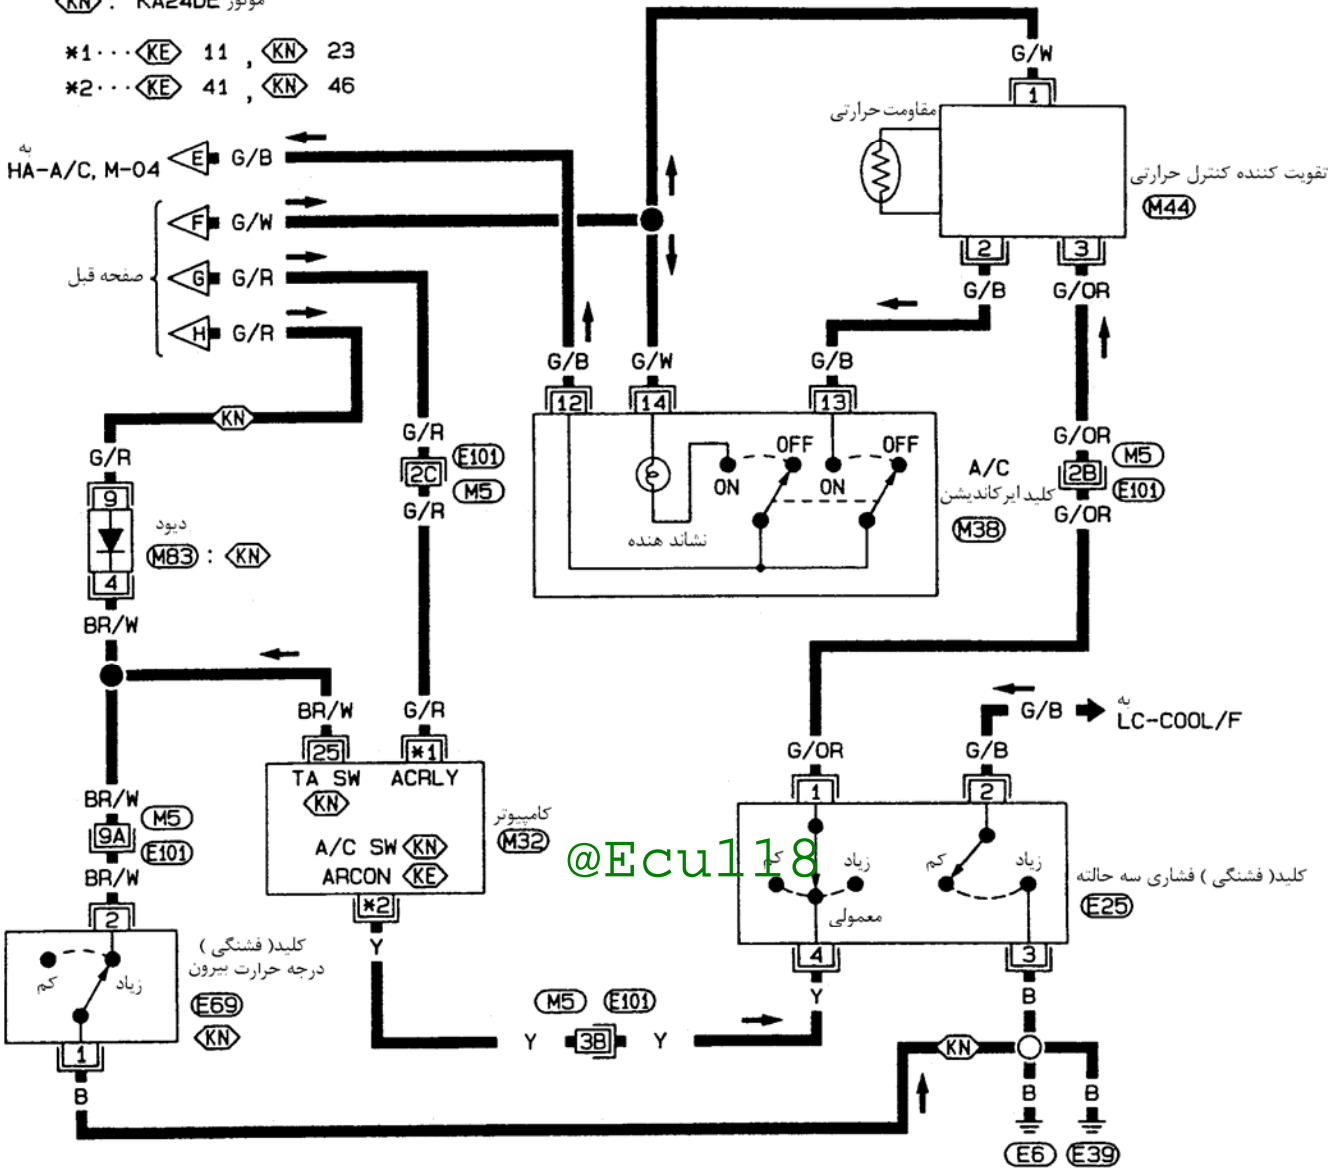 KN : KA24DE موتور
*1 ··· KE 11 , KN 23
*2 ··· KE 41 , KN 46
به
HA-A/C, M-04
E G/B
F G/W
G G/R
H G/R
صفحه قبل
G/W
1
مقاومت حرارتی
تقویت کننده کنترل حرارتی
M44
2 3
G/B G/OR
G/B G/W G/B
12 14 13
OFF OFF
ON ON
نشاند هنده
A/C
کلید ایرکاندیشن
M38
G/OR
M5
2B
E101
G/OR
KN
G/R
9
دیود
M83 : KN
4
BR/W
G/R
E101
2C
M5
G/R
BR/W G/R
25 *1
TA SW ACRLY
KN
A/C SW KN
ARCON KE
*2
کامپیوتر
M32
Y
BR/W
M5
9A
E101
BR/W
2
کم
زیاد
1
B
کلید( فشنگی )
درجه حرارت بیرون
E69
KN
M5 E101
Y 3B Y
G/B
به
LC-COOL/F
G/OR G/B
1 2
کم زیاد
معمولی
کم زیاد
4 3
Y B
کلید( فشنگی ) فشاری سه حالته
E25
@Ecu118
KN
B B
E6 E39